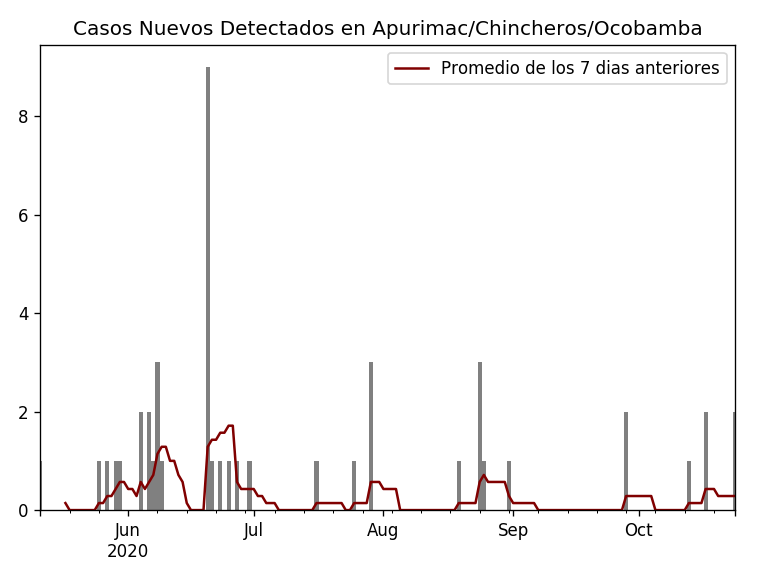 Casos Nuevos Detectados en Apurimac/Chincheros/Ocobamba
Promedio de los 7 dias anteriores
8
6
4
2
0
Jun
2020
Jul
Aug
Sep
Oct